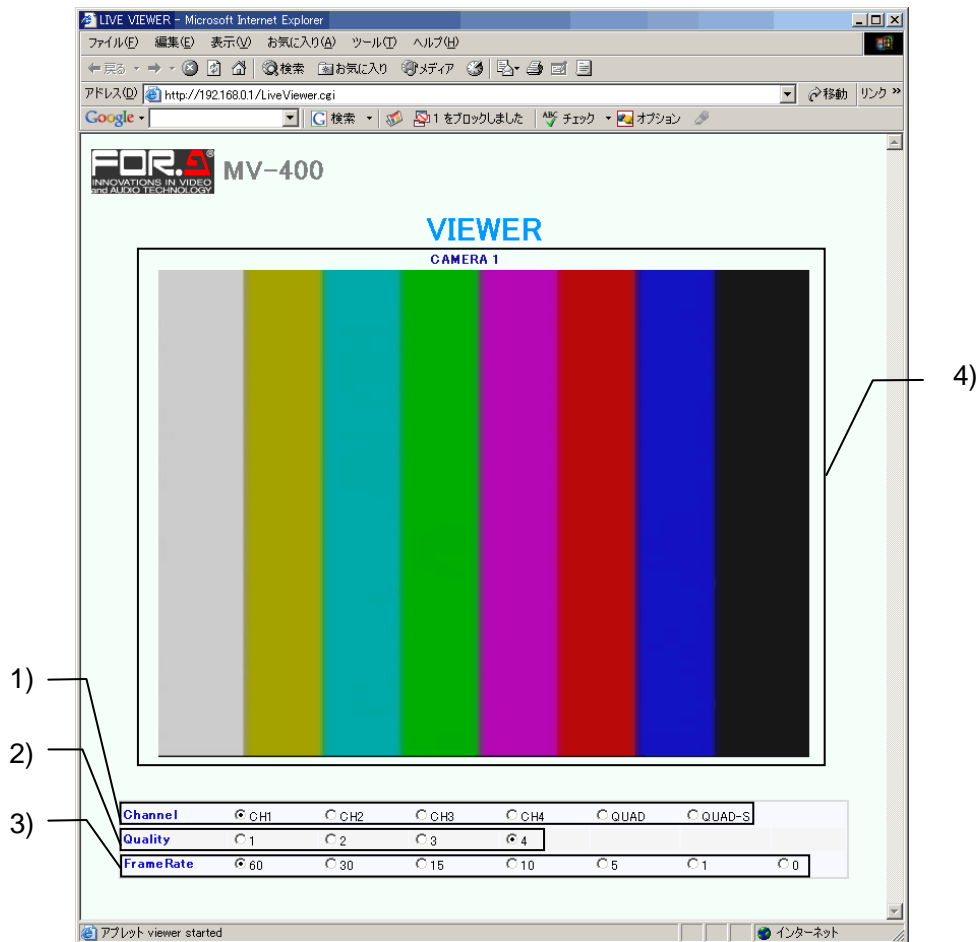 LIVE VIEWER - Microsoft Internet Explorer
ファイル(F) 編集(E) 表示(V) お気に入り(A) ツール(T) ヘルプ(H)
戻る 検索 お気に入り メディア
アドレス(D) http://192.168.0.1/LiveViewer.cgi 移動 リンク »
Google 検索 1 をブロックしました ABC チェック オプション
FOR.A® MV-400
INNOVATIONS IN VIDEO
and AUDIO TECHNOLOGY
VIEWER
CAMERA 1
4)
1)
2)
3)
Channel CH1 CH2 CH3 CH4 QUAD QUAD-S
Quality 1 2 3 4
FrameRate 60 30 15 10 5 1 0
アプレット viewer started インターネット